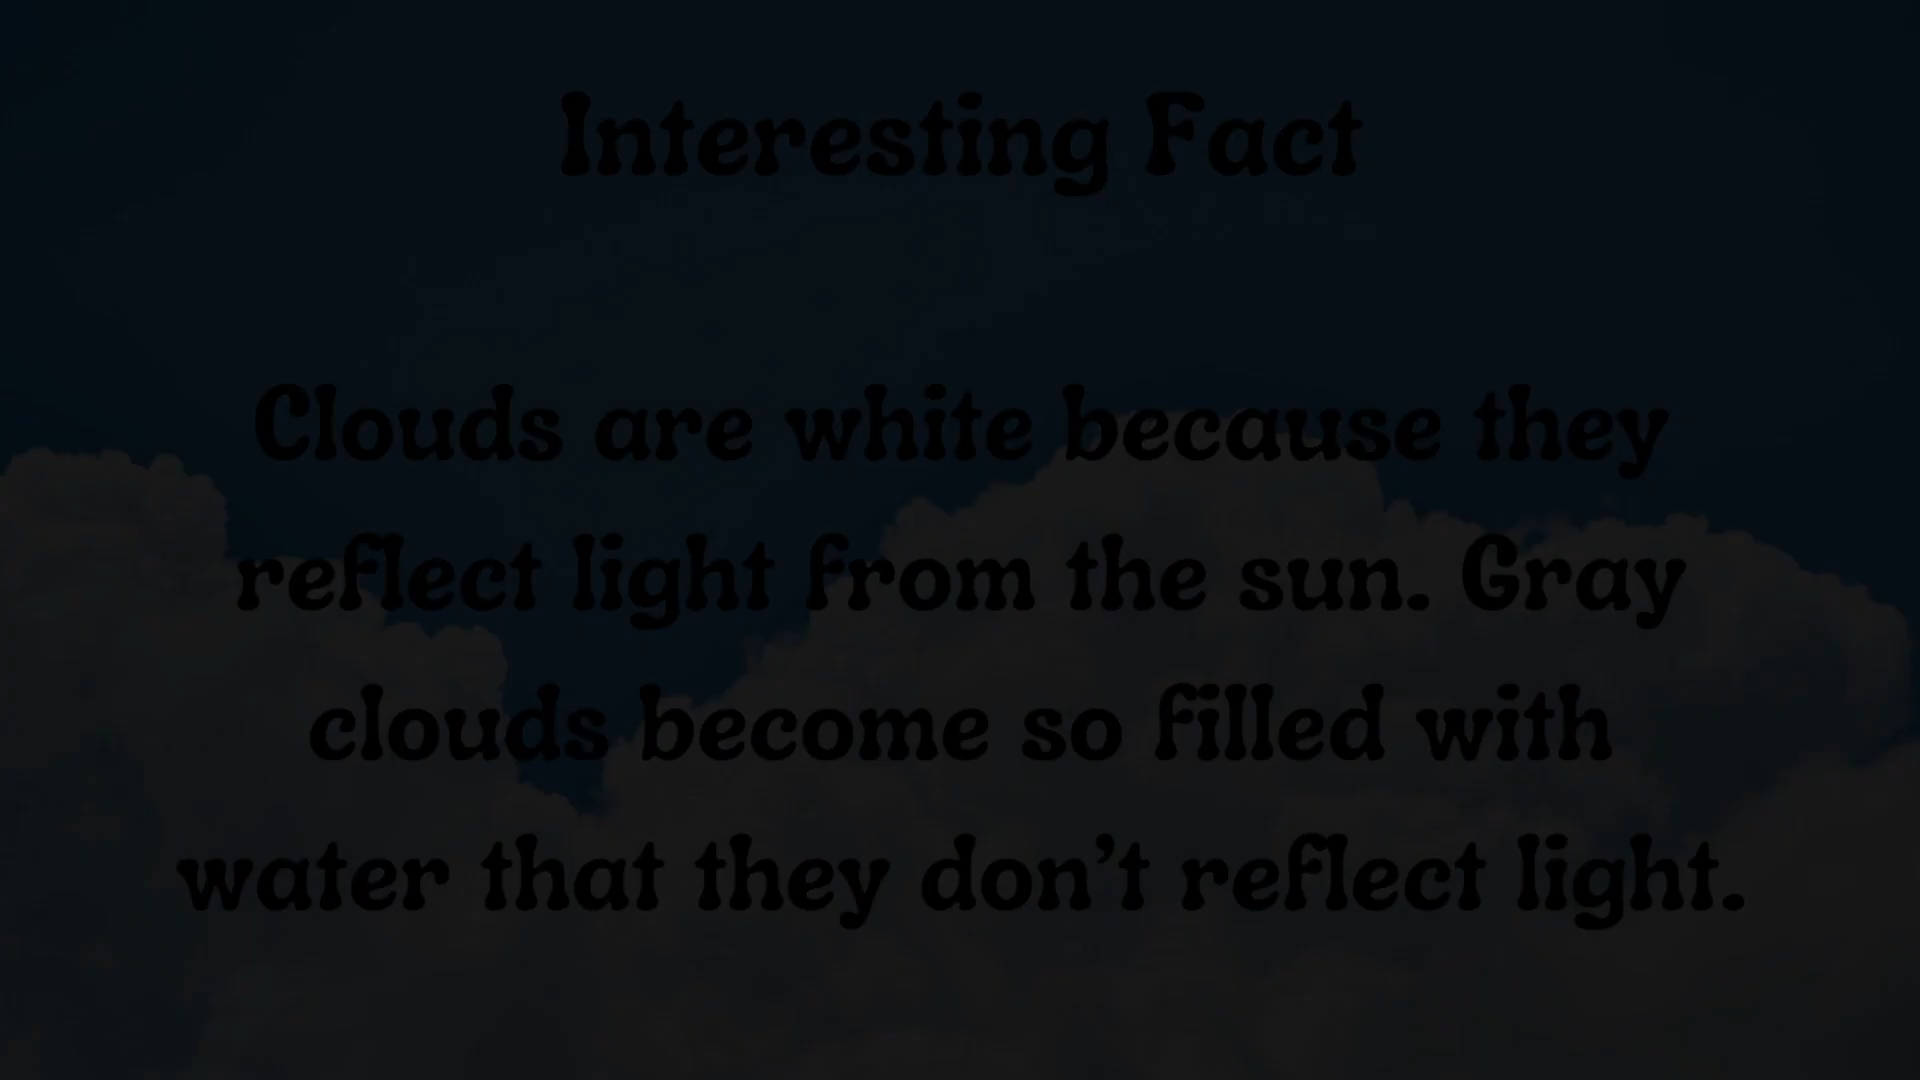 Interesting Fact
Clouds are white because they
reflect light from the sun. Gray
clouds become so filled with
water that they don’t reflect light.